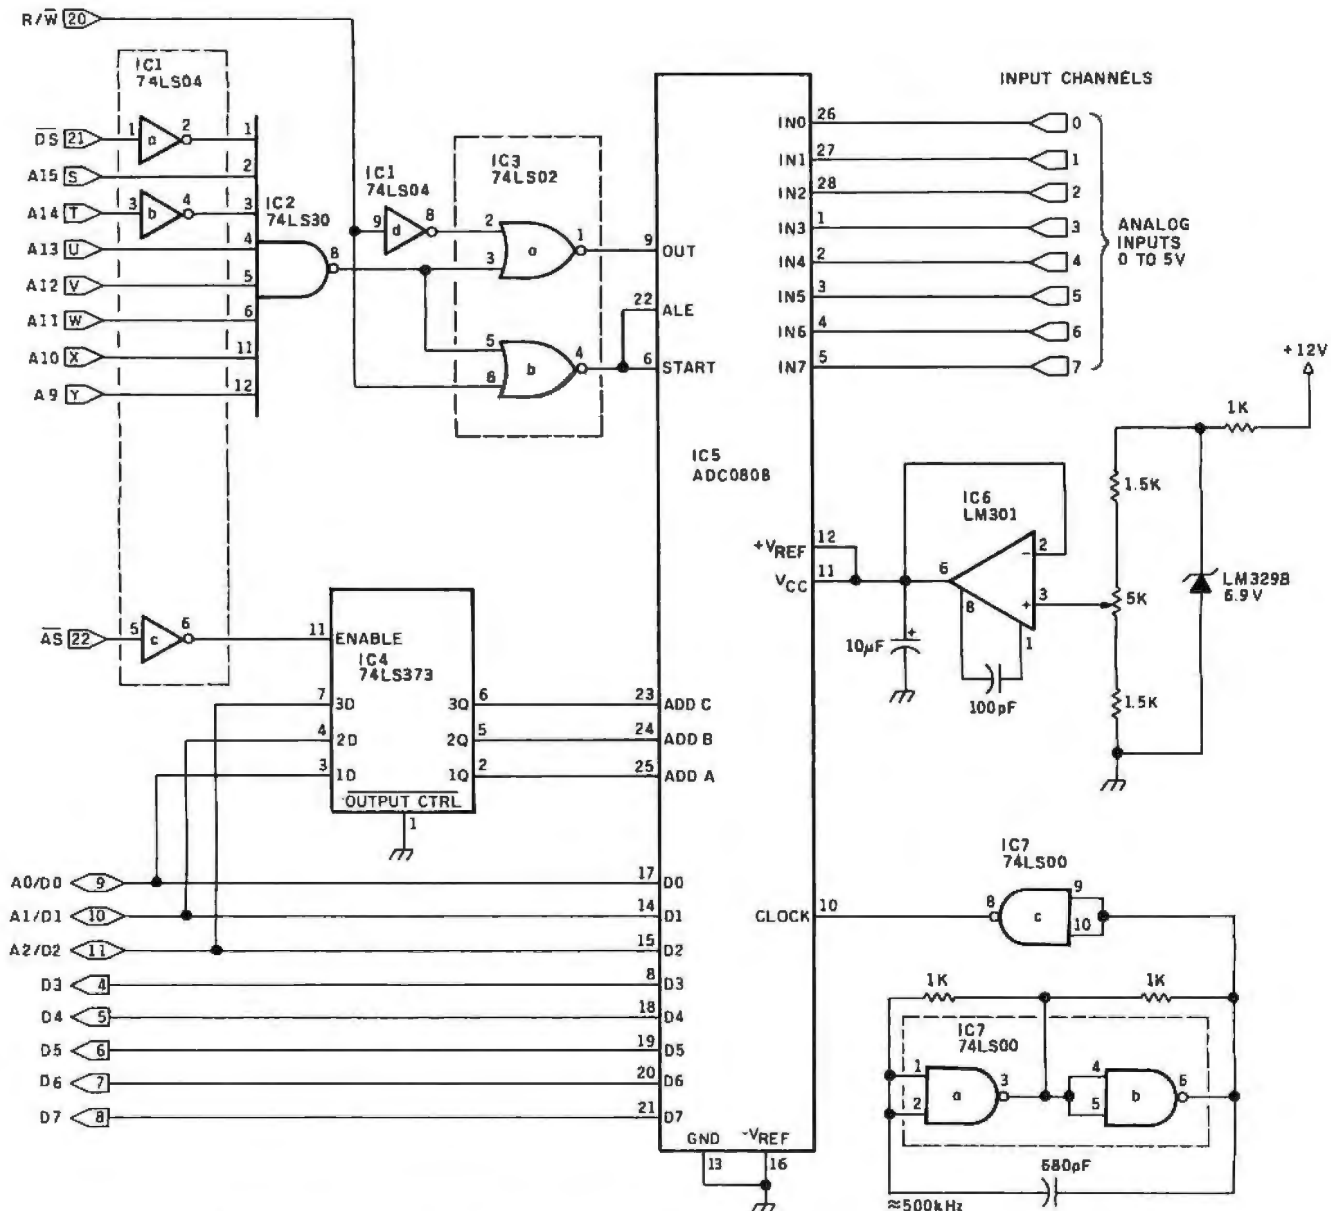 R/W 20
IC1
74LS04
DS 21 1 a 2 1
A15 S 2
A14 T 3 b 4 3
A13 U 4
A12 V 5
A11 W 6
A10 X 11
A9 Y 12
IC2
74LS30
8
IC1
74LS04
9 d 8
IC3
74LS02
2
3
a
1
5
6
b
4
9 OUT
22 ALE
6 START
IC5
ADC0808
INPUT CHANNELS
IN0 26 0
IN1 27 1
IN2 28 2
IN3 1 3
IN4 2 4
IN5 3 5
IN6 4 6
IN7 5 7
ANALOG
INPUTS
0 TO 5V
+12V
1K
1.5K
5K
1.5K
LM329B
6.9V
IC6
LM301
- 2
+ 3
6
8
1
100pF
10µF
+
+VREF 12
VCC 11
AS 22 5 c 6
11 ENABLE
IC4
74LS373
7 3D 3Q 6 23 ADD C
4 2D 2Q 5 24 ADD B
3 1D 1Q 2 25 ADD A
OUTPUT CTRL
1
A0/D0 9 17 D0
A1/D1 10 14 D1
A2/D2 11 15 D2
D3 4 8 D3
D4 5 18 D4
D5 6 19 D5
D6 7 20 D6
D7 8 21 D7
GND -VREF
13 16
CLOCK 10
IC7
74LS00
8 c 9
10
1K 1K
IC7
74LS00
1
2
a
3
4
5
b
6
680pF
≈500kHz